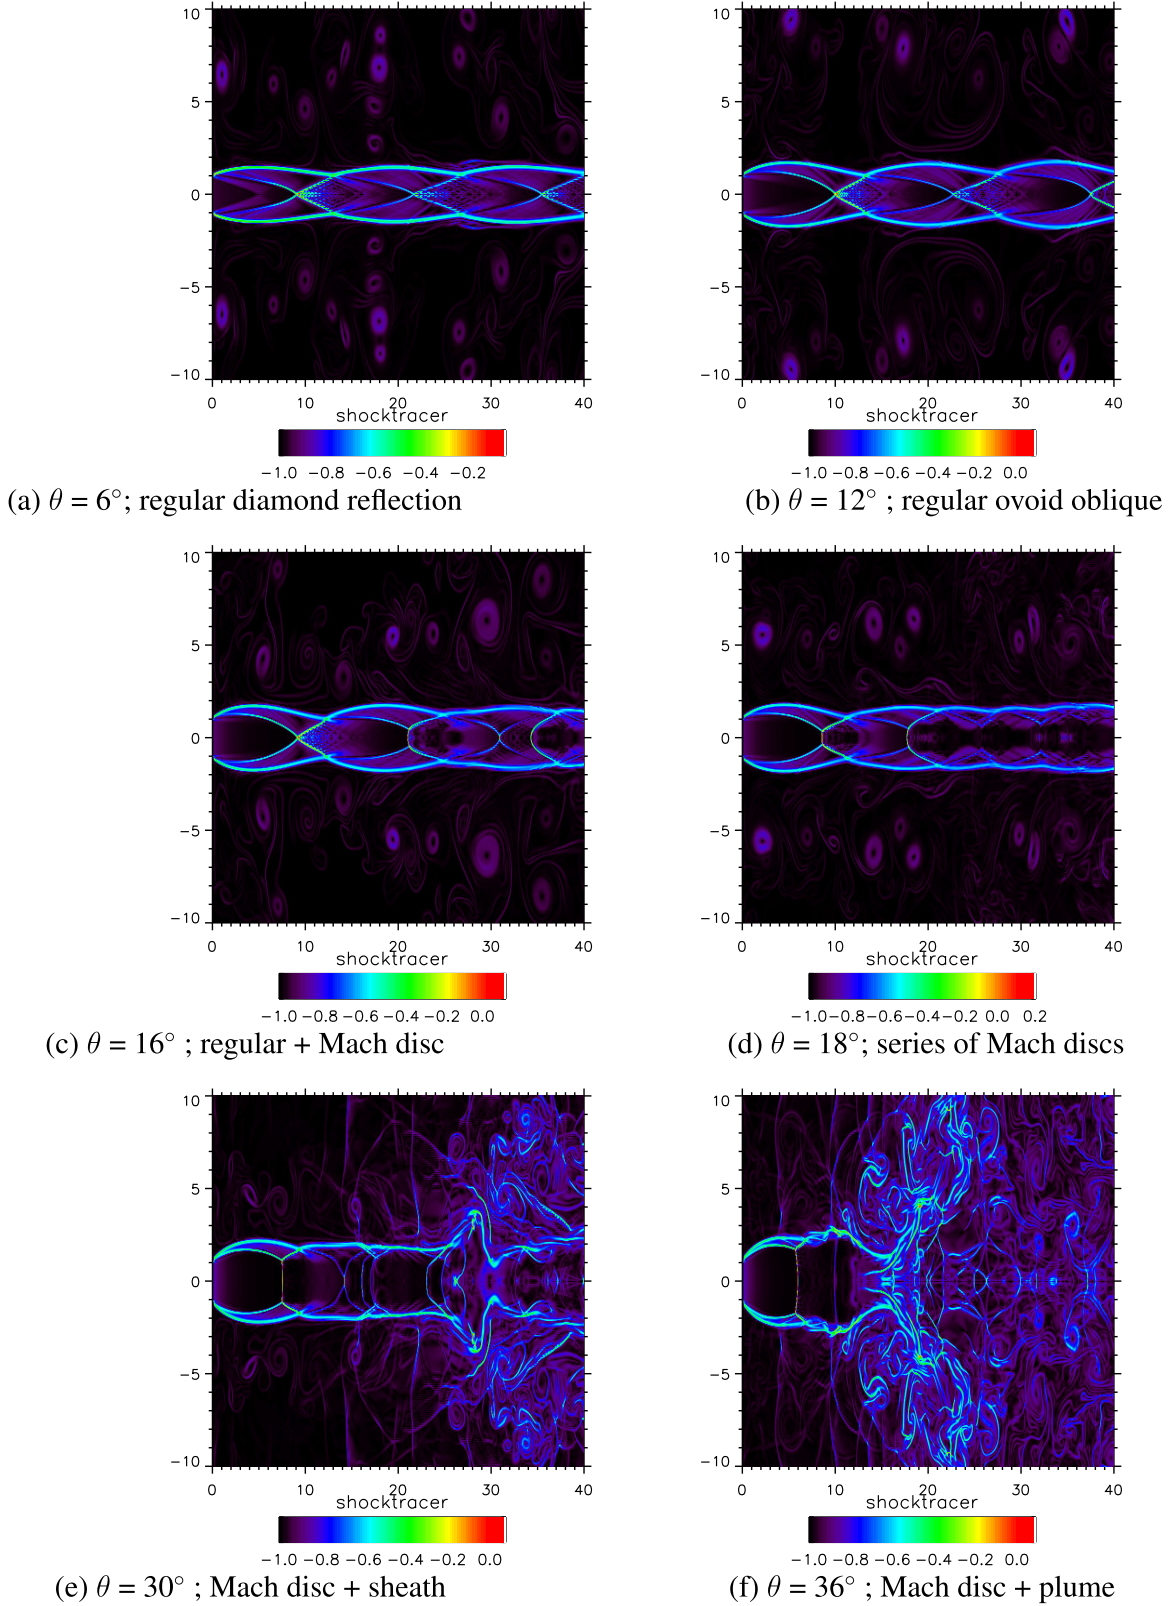 10
5
0
−5
−10
0 10 20 30 40
shocktracer
−1.0 −0.8 −0.6 −0.4 −0.2
(a) θ = 6°; regular diamond reflection
10
5
0
−5
−10
0 10 20 30 40
shocktracer
−1.0 −0.8 −0.6 −0.4 −0.2 0.0
(b) θ = 12° ; regular ovoid oblique
10
5
0
−5
−10
0 10 20 30 40
shocktracer
−1.0 −0.8 −0.6 −0.4 −0.2 0.0
(c) θ = 16° ; regular + Mach disc
10
5
0
−5
−10
0 10 20 30 40
shocktracer
−1.0 −0.8 −0.6 −0.4 −0.2 0.0 0.2
(d) θ = 18°; series of Mach discs
10
5
0
−5
−10
0 10 20 30 40
shocktracer
−1.0 −0.8 −0.6 −0.4 −0.2 0.0
(e) θ = 30° ; Mach disc + sheath
10
5
0
−5
−10
0 10 20 30 40
shocktracer
−1.0 −0.8 −0.6 −0.4 −0.2 0.0
(f) θ = 36° ; Mach disc + plume